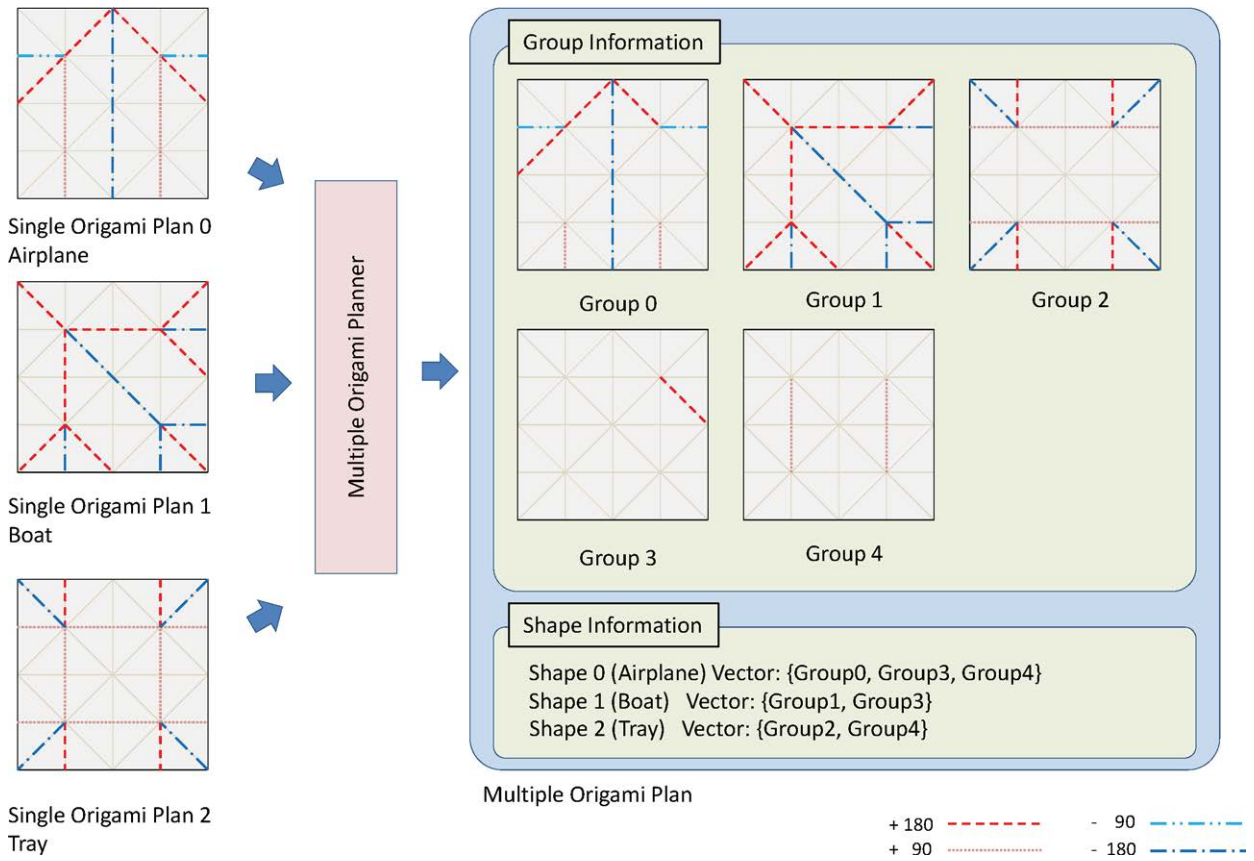 Single Origami Plan 0
Airplane
Single Origami Plan 1
Boat
Single Origami Plan 2
Tray
Multiple Origami Planner
Group Information
Group 0
Group 1
Group 2
Group 3
Group 4
Shape Information
Shape 0 (Airplane) Vector: {Group0, Group3, Group4}
Shape 1 (Boat) Vector: {Group1, Group3}
Shape 2 (Tray) Vector: {Group2, Group4}
Multiple Origami Plan
+ 180
- 90
+ 90
- 180